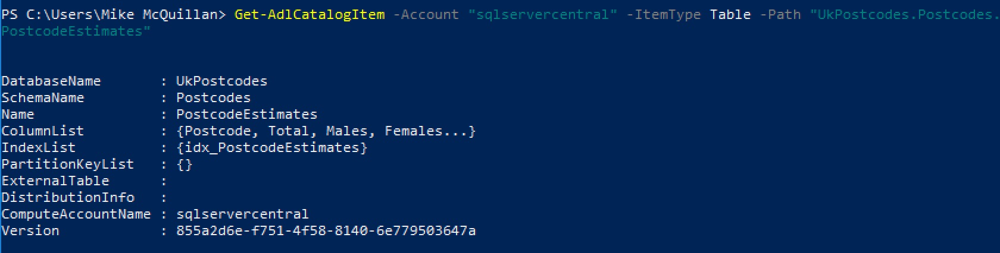 PS C:\Users\Mike McQuillan> Get-AdlCatalogItem -Account "sqlservercentral" -ItemType Table -Path "UkPostcodes.Postcodes.
PostcodeEstimates"
DatabaseName : UkPostcodes
SchemaName : Postcodes
Name : PostcodeEstimates
ColumnList : {Postcode, Total, Males, Females...}
IndexList : {idx_PostcodeEstimates}
PartitionKeyList : {}
ExternalTable :
DistributionInfo :
ComputeAccountName : sqlservercentral
Version : 855a2d6e-f751-4f58-8140-6e779503647a